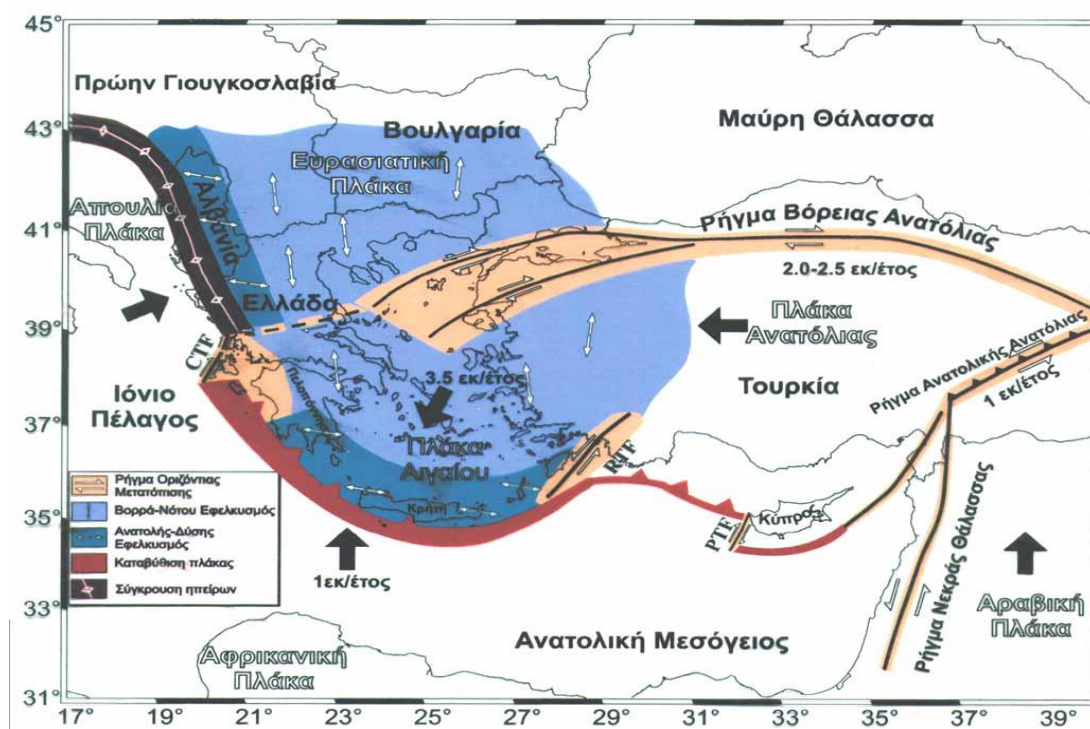 45°
43°
41°
39°
37°
35°
33°
31°
17°
19°
21°
23°
25°
27°
29°
31°
33°
35°
37°
39°
Πρώην Γιουγκοσλαβία
Βουλγαρία
Μαύρη Θάλασσα
Ευρασιατική
Πλάκα
Αλβανία
Απουλία
Πλάκα
Ρήγμα Βόρειας Ανατόλιας
2.0-2.5 εκ/έτος
Ελλάδα
Πλάκα
Ανατόλιας
CTF
Ιόνιο
Πέλαγος
Πελοπόννησος
3.5 εκ/έτος
Τουρκία
Ρήγμα Ανατολικής Ανατόλιας
1 εκ/έτος
Πλάκα
Αιγαίου
RTF
Κρήτη
PTF
Κύπρος
Ρήγμα Νεκράς Θάλασσας
Ρήγμα Οριζόντιας
Μετατόπισης
Βορρά-Νότου Εφελκυσμός
Ανατολής-Δύσης
Εφελκυσμός
Καταβύθιση πλάκας
Σύγκρουση ηπείρων
1εκ/έτος
Αραβική
Πλάκα
Ανατολική Μεσόγειος
Αφρικανική
Πλάκα